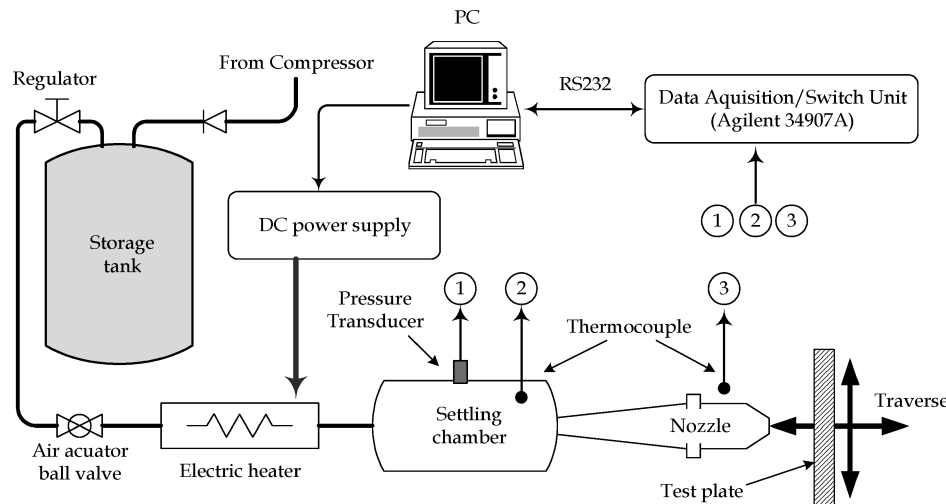 PC
From Compressor
Regulator
RS232
Data Aquisition/Switch Unit
(Agilent 34907A)
1 2 3
DC power supply
Storage
tank
1
2
3
Pressure
Transducer
Thermocouple
Settling
chamber
Nozzle
Traverse
Air acuator
ball valve
Electric heater
Test plate